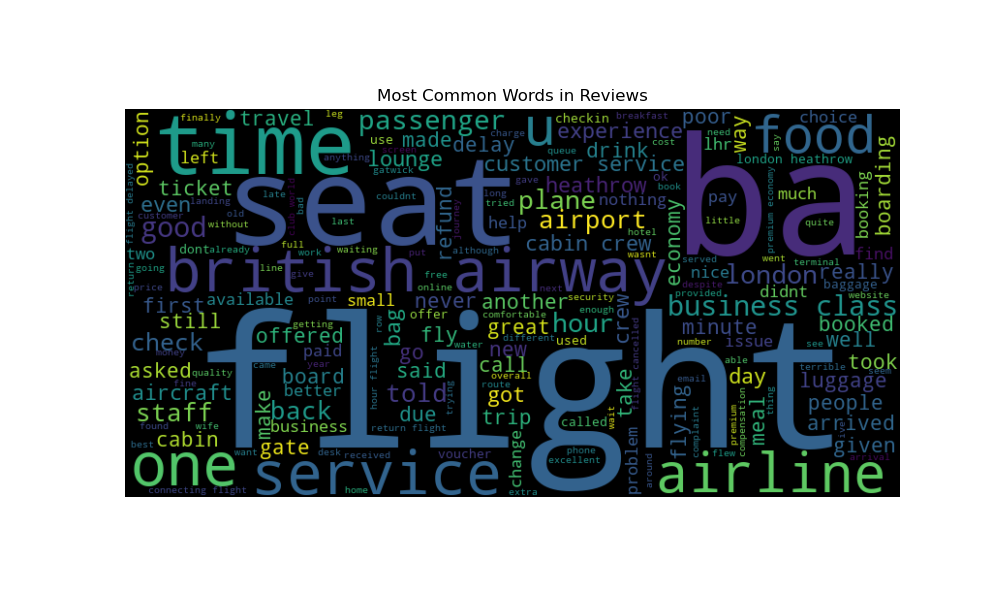 Most Common Words in Reviews
option
finally
leg
travel
passenger
checkin
breakfast
charge
poor
choice
time
many
left
use
made
delay
u
experience
queue
cost
need
lhr
way
say
food
screen
anything
gatwick
lounge
drink
customer service
london heathrow
ticket
landing
late
club world
couldnt
seat
long
heathrow
ok
book
ba
pay
much
boarding
booking
even
customer
old
bad
refund
journey
tried
gave
plane
nothing
premium economy
little
quite
good
without
last
help
airport
hotel
return flight
flight delayed
two
dont
already
full
work
waiting
put
although
cabin crew
wasnt
economy
served
went
terminal
find
going
line
give
british airway
nice
london
really
despite
provided
baggage
website
price
free
online
next
first
available
point
small
never
offer
another
security
enough
business class
didnt
still
getting
offered
row
bag
fly
comfortable
great
different
used
hour
crew
minute
number
well
booked
check
money
paid
year
go
water
new
call
issue
able
see
took
asked
quality
came
hour flight
said
route
overall
flight
flight cancelled
terrible
seem
aircraft
fine
better
board
told
trying
got
take
flying
email
day
thing
luggage
staff
found
wife
make
back
due
trip
called
wait
complaint
premium
compensation
meal
people
arrived
cabin
best
want
gate
business
desk
return flight
received
voucher
change
phone
excellent
problem
around
flew
given
arrival
one
connecting flight
service
home
extra
airline